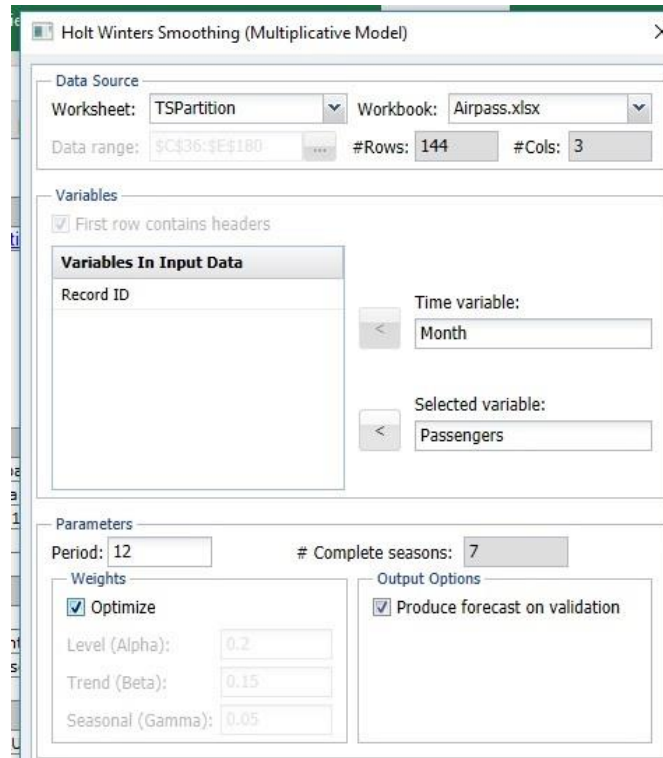 Holt Winters Smoothing (Multiplicative Model)
Data Source
Worksheet: TSPartition Workbook: Airpass.xlsx
Data range: $C$36:$E$180 ... #Rows: 144 #Cols: 3
Variables
First row contains headers
Variables In Input Data
Record ID
Time variable:
< Month
Selected variable:
< Passengers
Parameters
Period: 12 # Complete seasons: 7
Weights Output Options
Optimize Produce forecast on validation
Level (Alpha): 0.2
Trend (Beta): 0.15
Seasonal (Gamma): 0.05